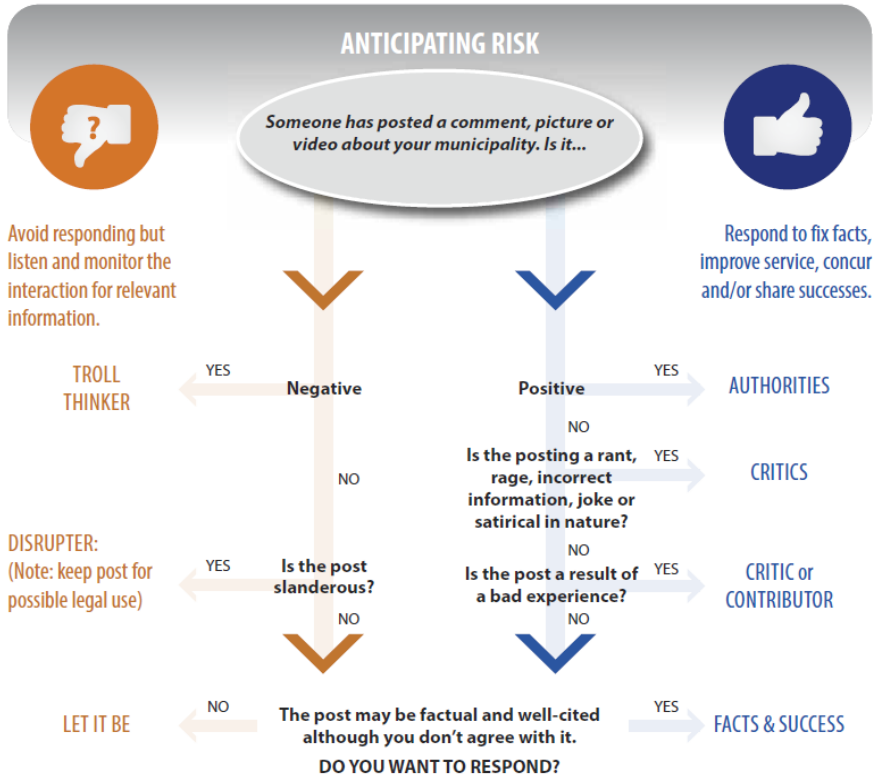 ANTICIPATING RISK
?
Someone has posted a comment, picture or
video about your municipality. Is it...
Avoid responding but
listen and monitor the
interaction for relevant
information.
Respond to fix facts,
improve service, concur
and/or share successes.
TROLL
THINKER
YES
Negative
Positive
YES
AUTHORITIES
NO
NO
Is the posting a rant,
rage, incorrect
information, joke or
satirical in nature?
YES
CRITICS
NO
DISRUPTER:
(Note: keep post for
possible legal use)
YES
Is the post
slanderous?
NO
Is the post a result of
a bad experience?
YES
CRITIC or
CONTRIBUTOR
NO
LET IT BE
NO
The post may be factual and well-cited
although you don't agree with it.
DO YOU WANT TO RESPOND?
YES
FACTS & SUCCESS